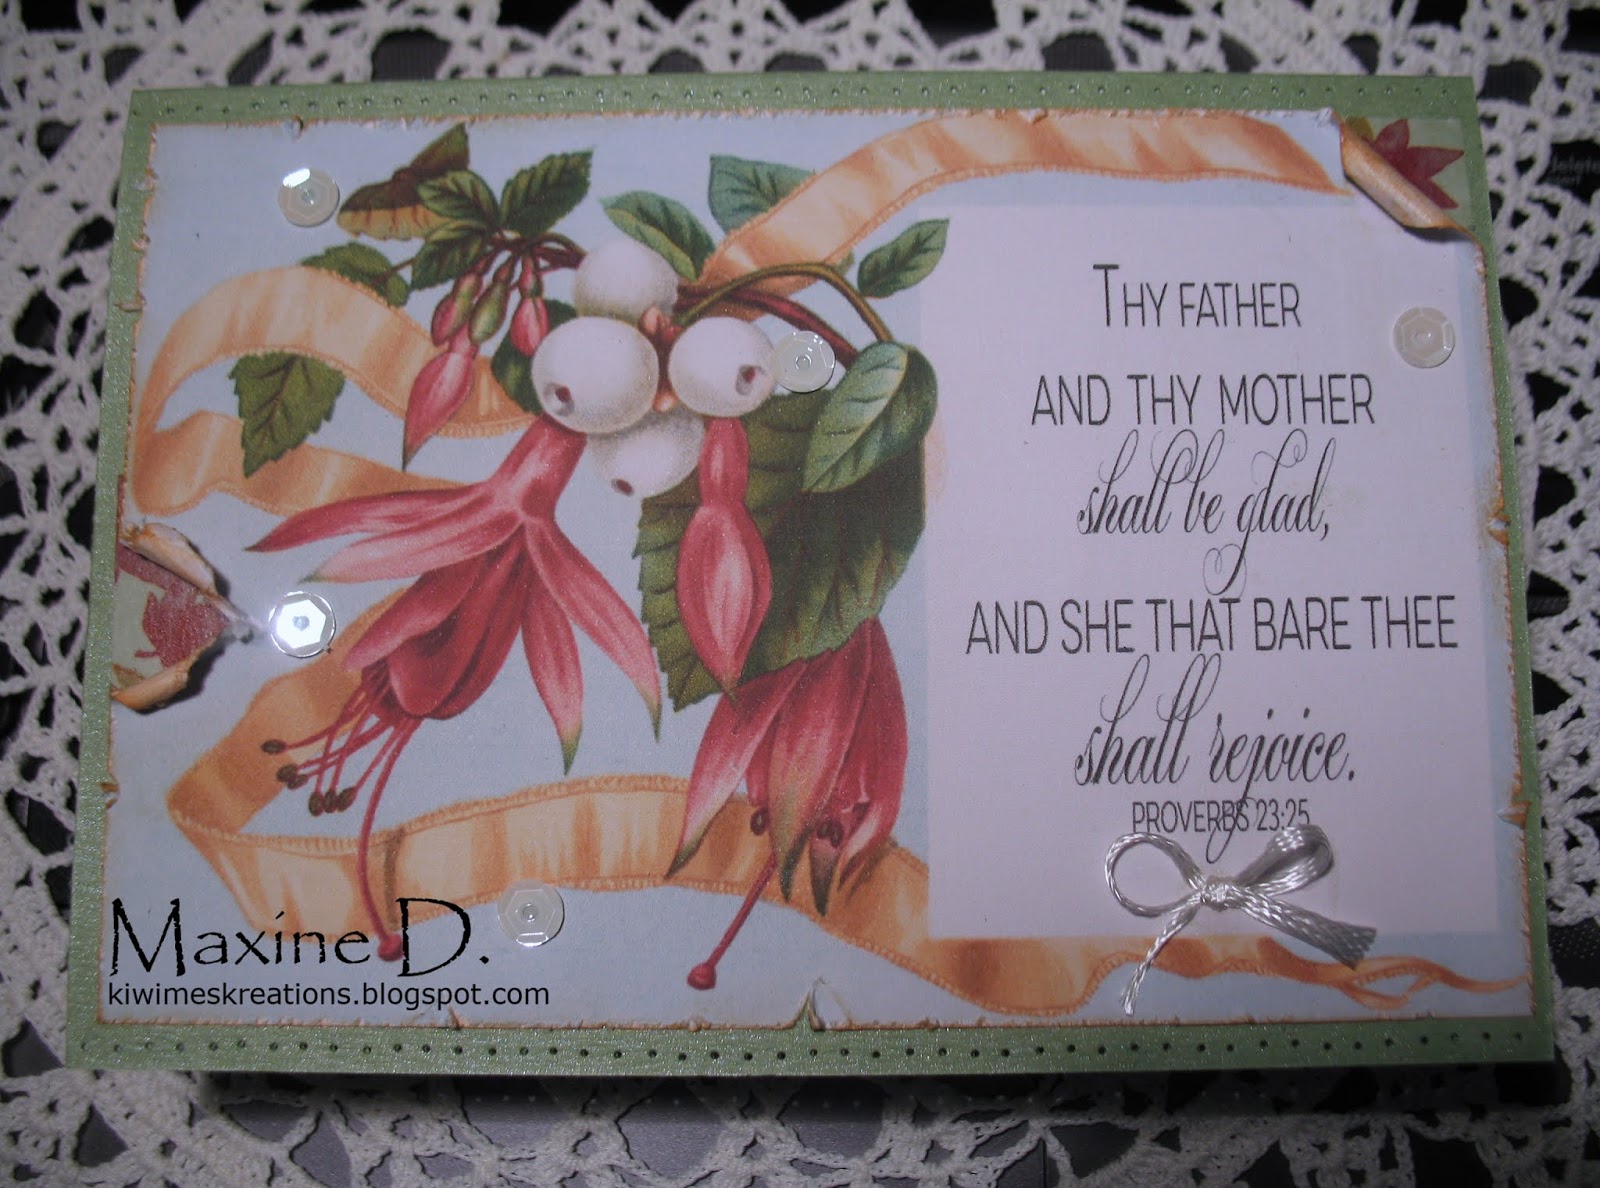 THY FATHER
AND THY MOTHER
shall be glad,
AND SHE THAT BARE THEE
shall rejoice.
PROVERBS 23:25
Maxine D.
kiwimeskreations.blogspot.com
delete